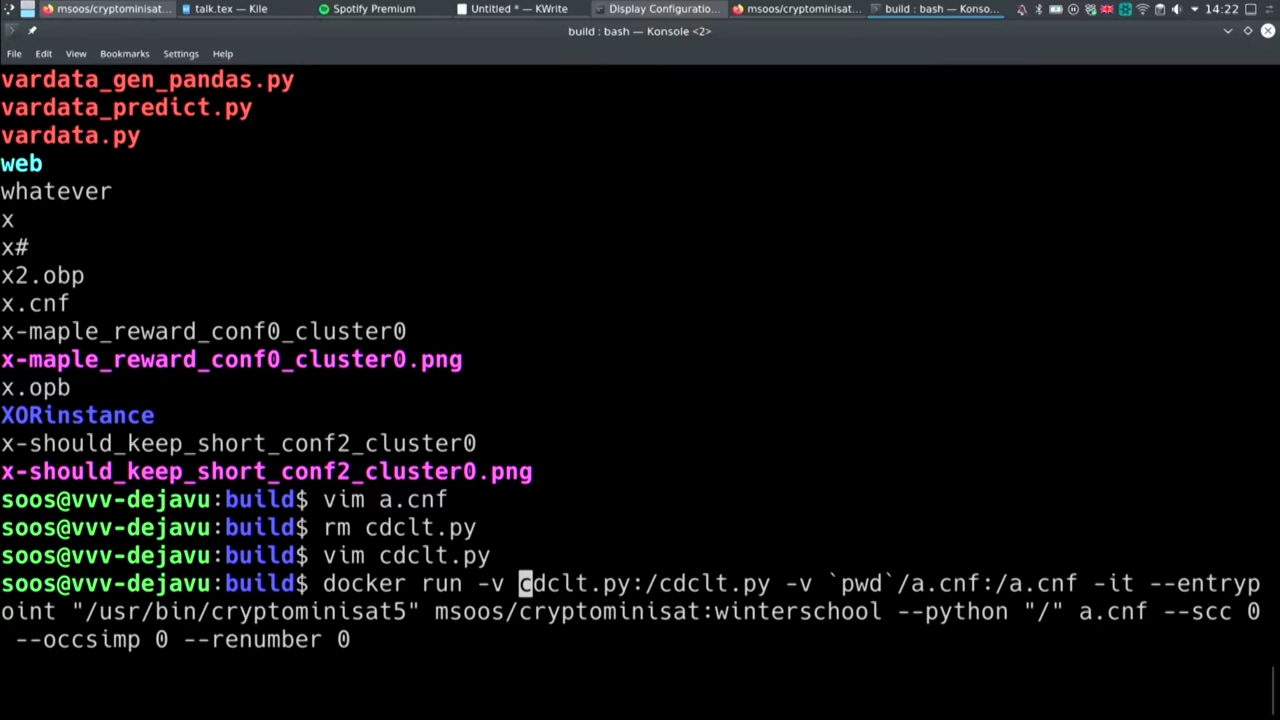 msoos/cryptominisat...
talk.tex — Kile
Spotify Premium
Untitled * — KWrite
Display Configuratio...
msoos/cryptominisat...
build : bash — Konso...
14:22
build : bash — Konsole <2>
File Edit View Bookmarks Settings Help
vardata_gen_pandas.py
vardata_predict.py
vardata.py
web
whatever
x
x#
x2.obp
x.cnf
x-maple_reward_conf0_cluster0
x-maple_reward_conf0_cluster0.png
x.opb
XORinstance
x-should_keep_short_conf2_cluster0
x-should_keep_short_conf2_cluster0.png
soos@vvv-dejavu:build$ vim a.cnf
soos@vvv-dejavu:build$ rm cdclt.py
soos@vvv-dejavu:build$ vim cdclt.py
soos@vvv-dejavu:build$ docker run -v cdclt.py:/cdclt.py -v `pwd`/a.cnf:/a.cnf -it --entryp
oint "/usr/bin/cryptominisat5" msoos/cryptominisat:winterschool --python "/" a.cnf --scc 0
--occsimp 0 --renumber 0